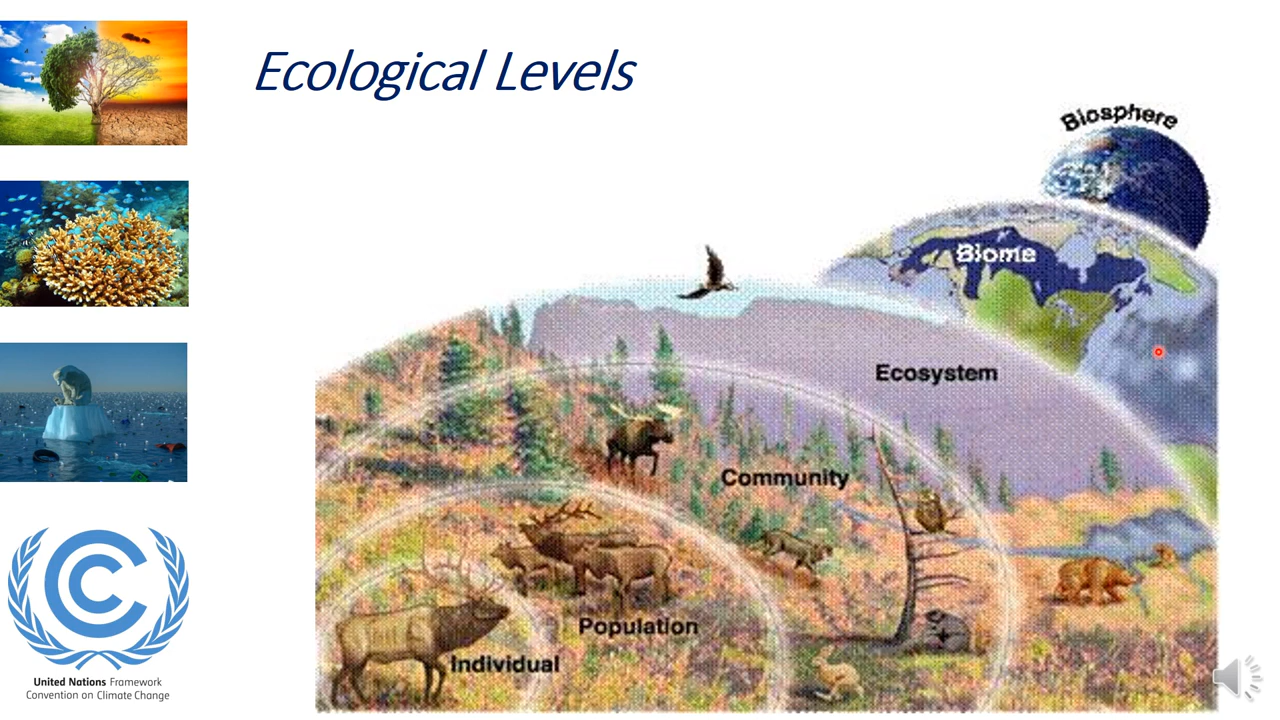 Ecological Levels
Biosphere
Biome
Ecosystem
Community
Population
Individual
United Nations Framework
Convention on Climate Change